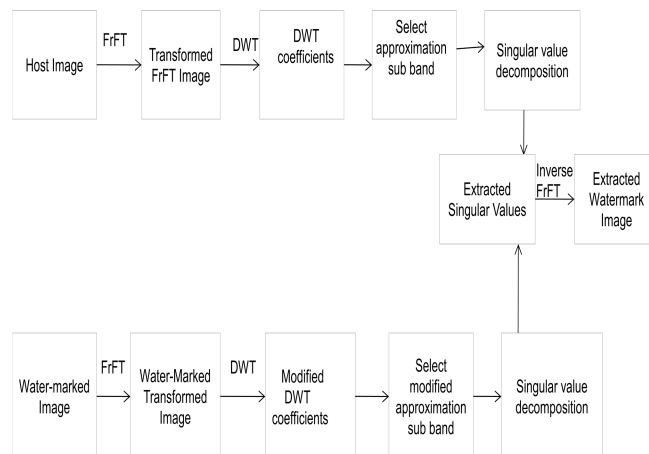 Host Image
FrFT
Transformed
FrFT Image
DWT
DWT
coefficients
Select
approximation
sub band
Singular value
decomposition
Extracted
Singular Values
Inverse
FrFT
Extracted
Watermark
Image
Water-marked
Image
FrFT
Water-Marked
Transformed
Image
DWT
Modified
DWT
coefficients
Select
modified
approximation
sub band
Singular value
decomposition